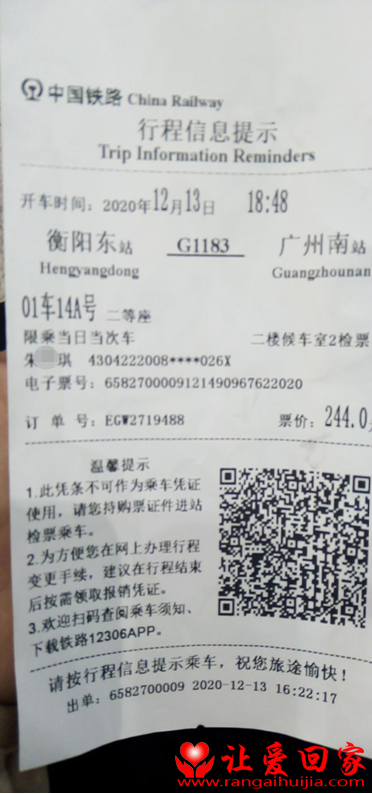 中国铁路 China Railway
行程信息提示
Trip Information Reminders
开车时间：2020年12月13日 18:48
衡阳东站 G1183 广州南站
Hengyangdong Guangzhounan
01车14A号 二等座
限乘当日当次车 二楼候车室2检票
朱 琪 4304222008****026X
电子票号：6582700009121490967622020
订单号：EGW2719488 票价：244.0
温馨提示
1.此凭条不可作为乘车凭证
使用，请您持购票证件进站
检票乘车。
2.为方便您在网上办理行程
变更手续，建议在行程结束
后按需领取报销凭证。
3.欢迎扫码查阅乘车须知、
下载铁路12306APP。
请按行程信息提示乘车，祝您旅途愉快！
出单：6582700009 2020-12-13 16:22:17
让爱回家
www.rangaihuijia.com